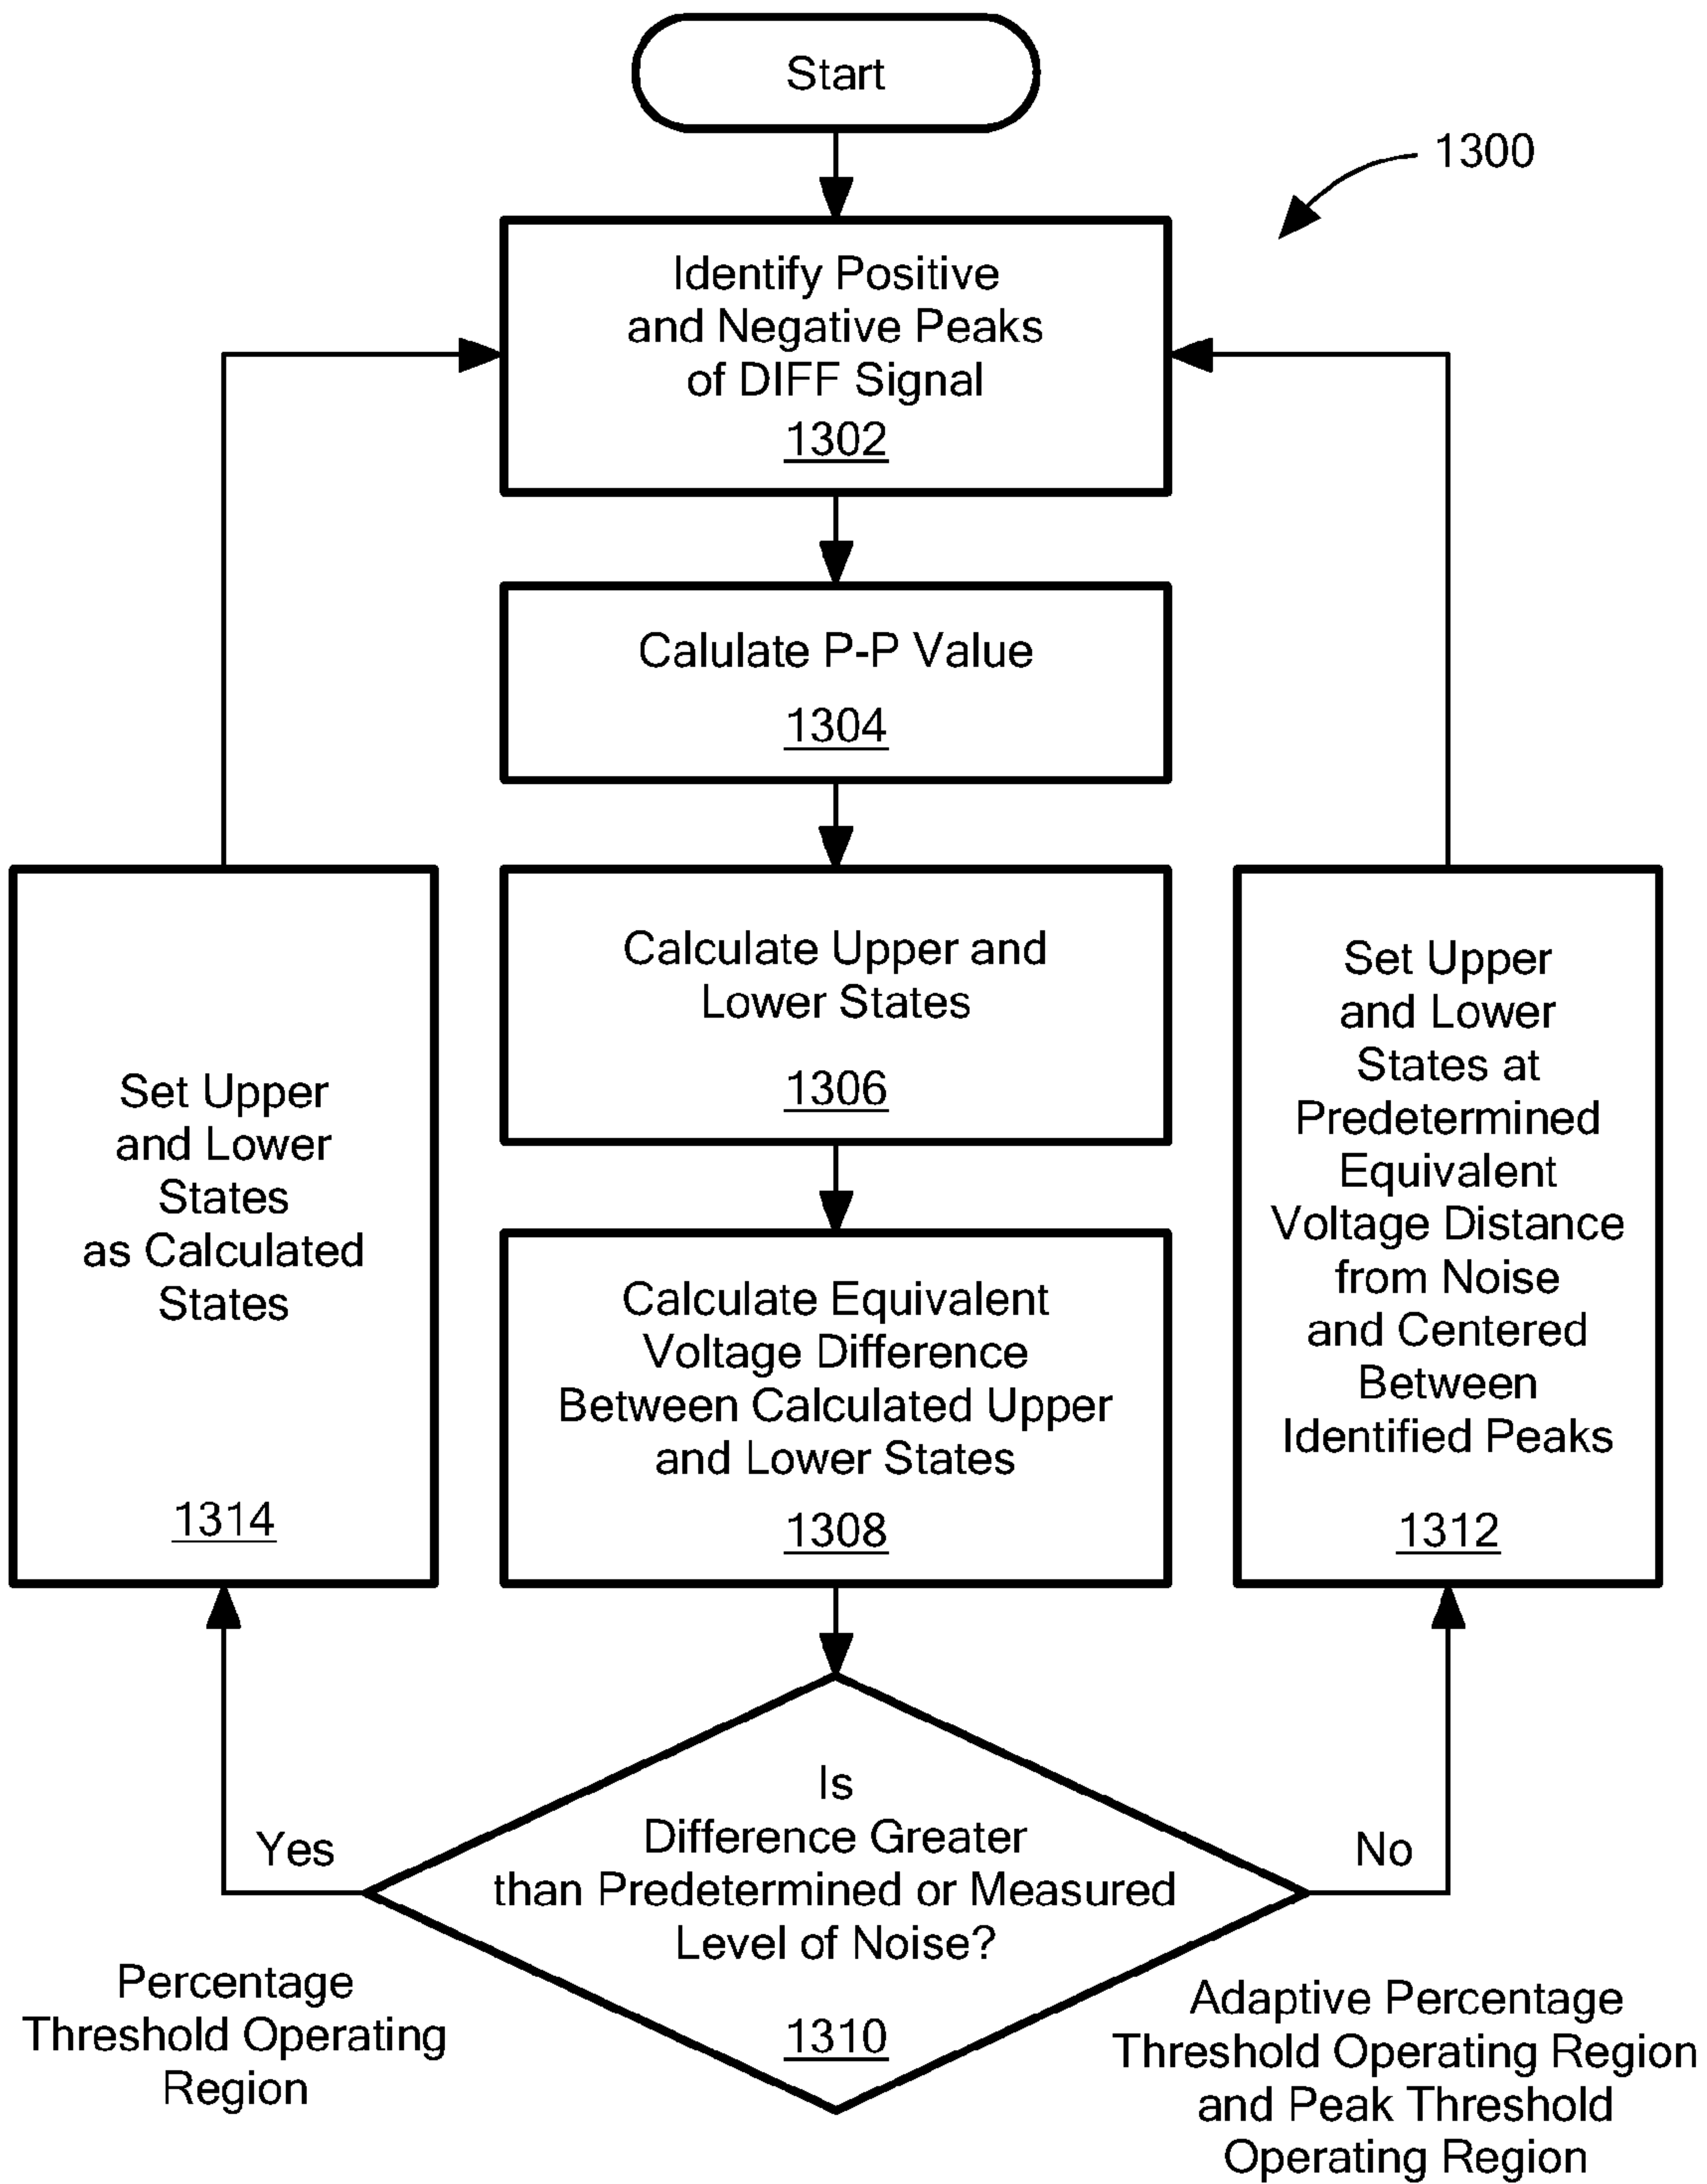 Start
1300
Identify Positive
and Negative Peaks
of DIFF Signal
1302
Calulate P-P Value
1304
Calculate Upper and
Lower States
1306
Calculate Equivalent
Voltage Difference
Between Calculated Upper
and Lower States
1308
Set Upper
and Lower
States
as Calculated
States
1314
Set Upper
and Lower
States at
Predetermined
Equivalent
Voltage Distance
from Noise
and Centered
Between
Identified Peaks
1312
Is
Difference Greater
than Predetermined or Measured
Level of Noise?
1310
Yes
No
Percentage
Threshold Operating
Region
Adaptive Percentage
Threshold Operating Region
and Peak Threshold
Operating Region